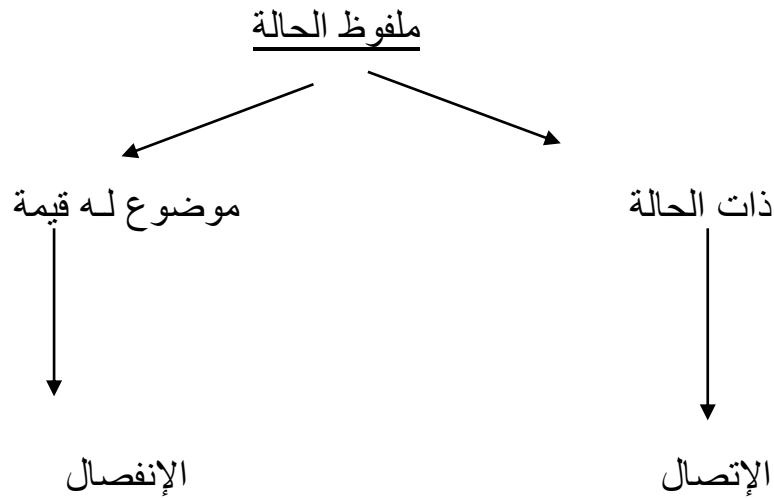 ملفوظ الحالة
ذات الحالة
موضوع لـه قيمة
الإتصال
الإنفصال